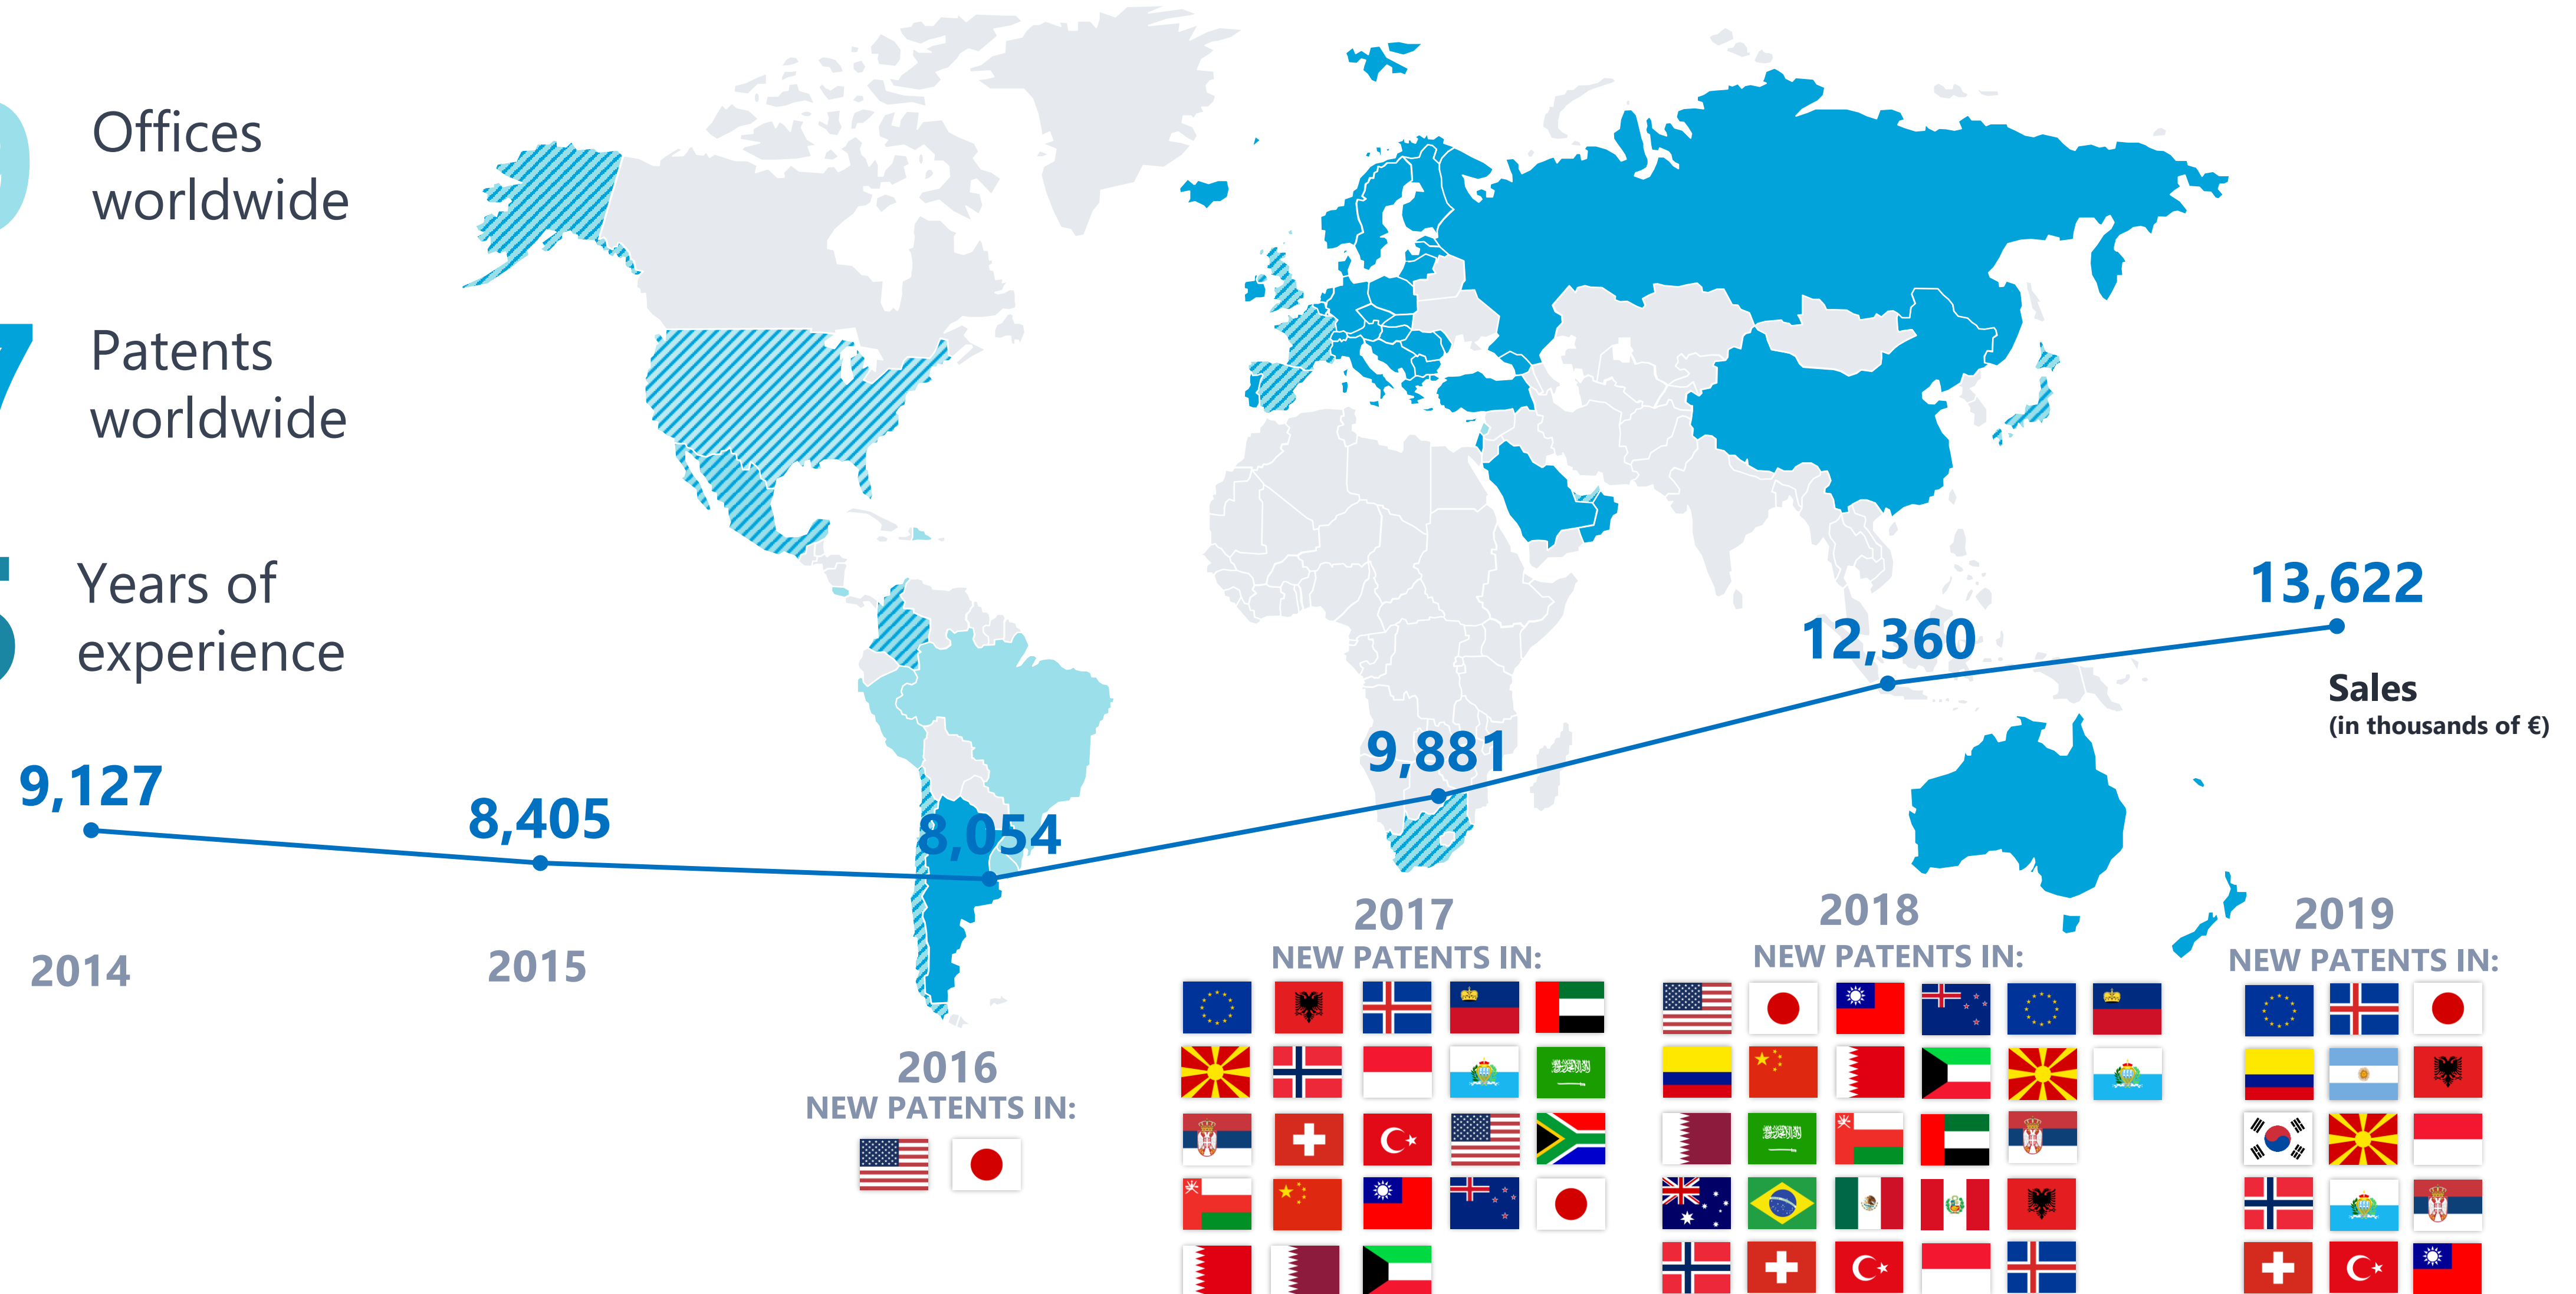 Offices
worldwide
7
Patents
worldwide
5
Years of
experience
9,127
8,405
8,054
9,881
12,360
13,622
Sales
(in thousands of €)
2014
2015
2016
NEW PATENTS IN:
2017
NEW PATENTS IN:
2018
NEW PATENTS IN:
2019
NEW PATENTS IN: